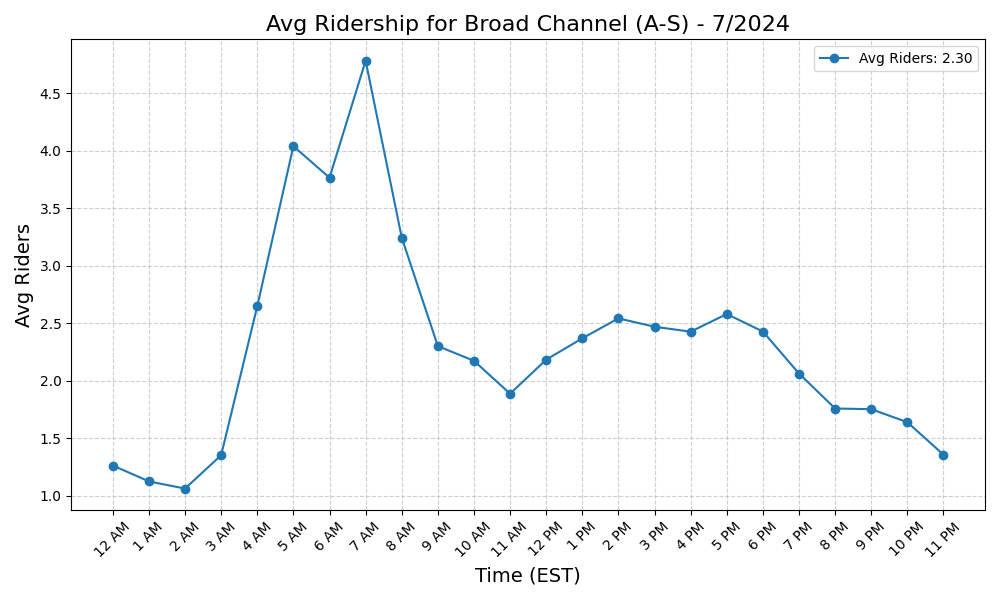 Avg Ridership for Broad Channel (A-S) - 7/2024
Avg Riders: 2.30
Avg Riders
4.5
4.0
3.5
3.0
2.5
2.0
1.5
1.0
12 AM
1 AM
2 AM
3 AM
4 AM
5 AM
6 AM
7 AM
8 AM
9 AM
10 AM
11 AM
12 PM
1 PM
2 PM
3 PM
4 PM
5 PM
6 PM
7 PM
8 PM
9 PM
10 PM
11 PM
Time (EST)